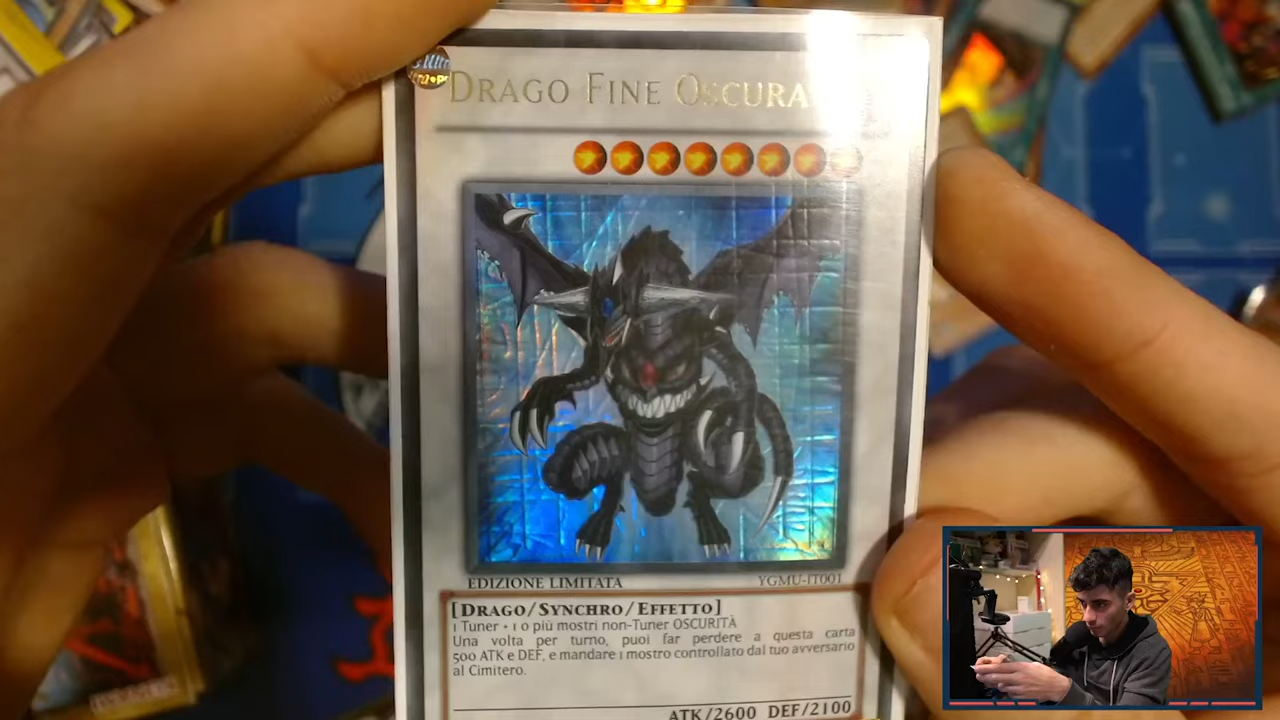 DRAGO FINE OSCURA
EDIZIONE LIMITATA
YGMU-IT001
[DRAGO/SYNCHRO/EFFETTO]
1 Tuner + 1 o più mostri non-Tuner OSCURITÀ
Una volta per turno, puoi far perdere a questa carta
500 ATK e DEF, e mandare 1 mostro controllato dal tuo avversario
al Cimitero.
ATK/2600 DEF/2100